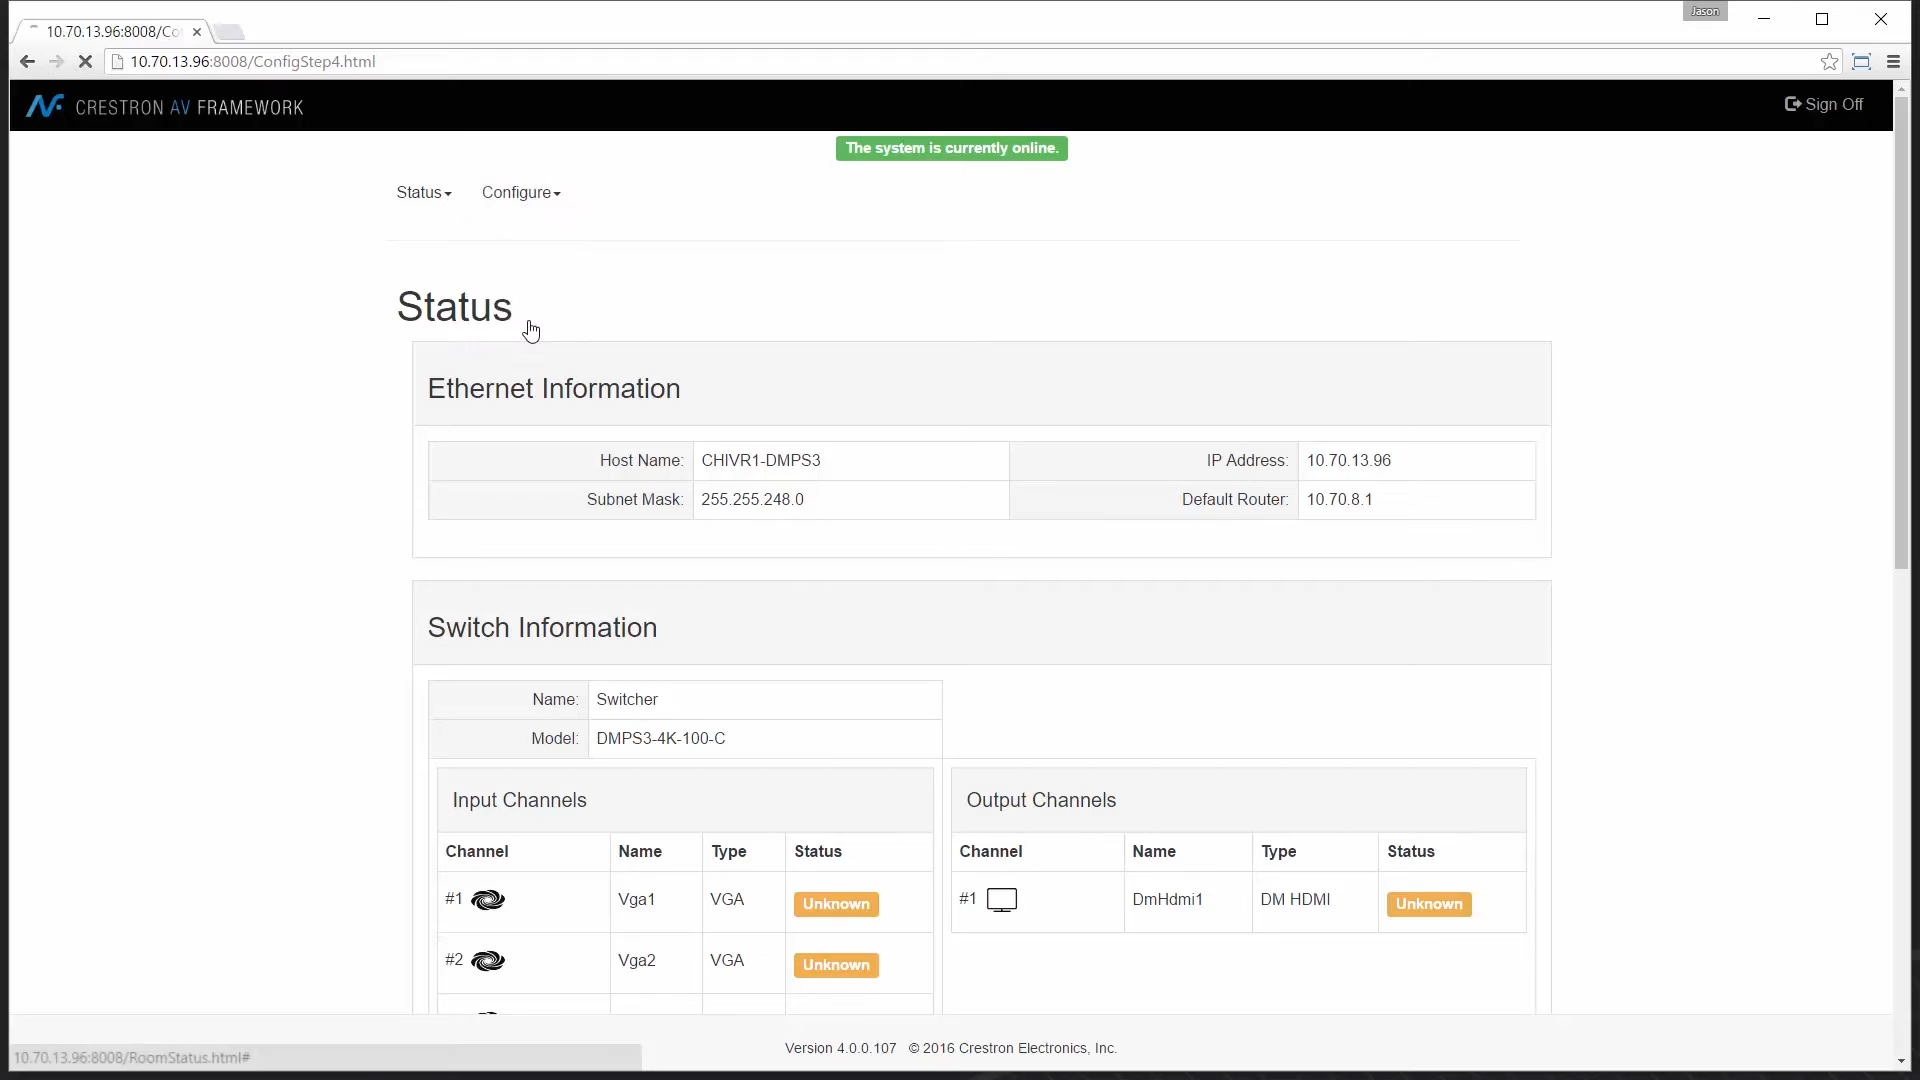 Jason
10.70.13.96:8008/Co
10.70.13.96:8008/ConfigStep4.html
CRESTRON AV FRAMEWORK
Sign Off
The system is currently online.
Status Configure
Status
Ethernet Information
Host Name: CHIVR1-DMPS3 IP Address: 10.70.13.96
Subnet Mask: 255.255.248.0 Default Router: 10.70.8.1
Switch Information
Name: Switcher
Model: DMPS3-4K-100-C
Input Channels Output Channels
Channel Name Type Status Channel Name Type Status
#1 Vga1 VGA Unknown #1 DmHdmi1 DM HDMI Unknown
#2 Vga2 VGA Unknown
Version 4.0.0.107 © 2016 Crestron Electronics, Inc.
10.70.13.96:8008/RoomStatus.html#